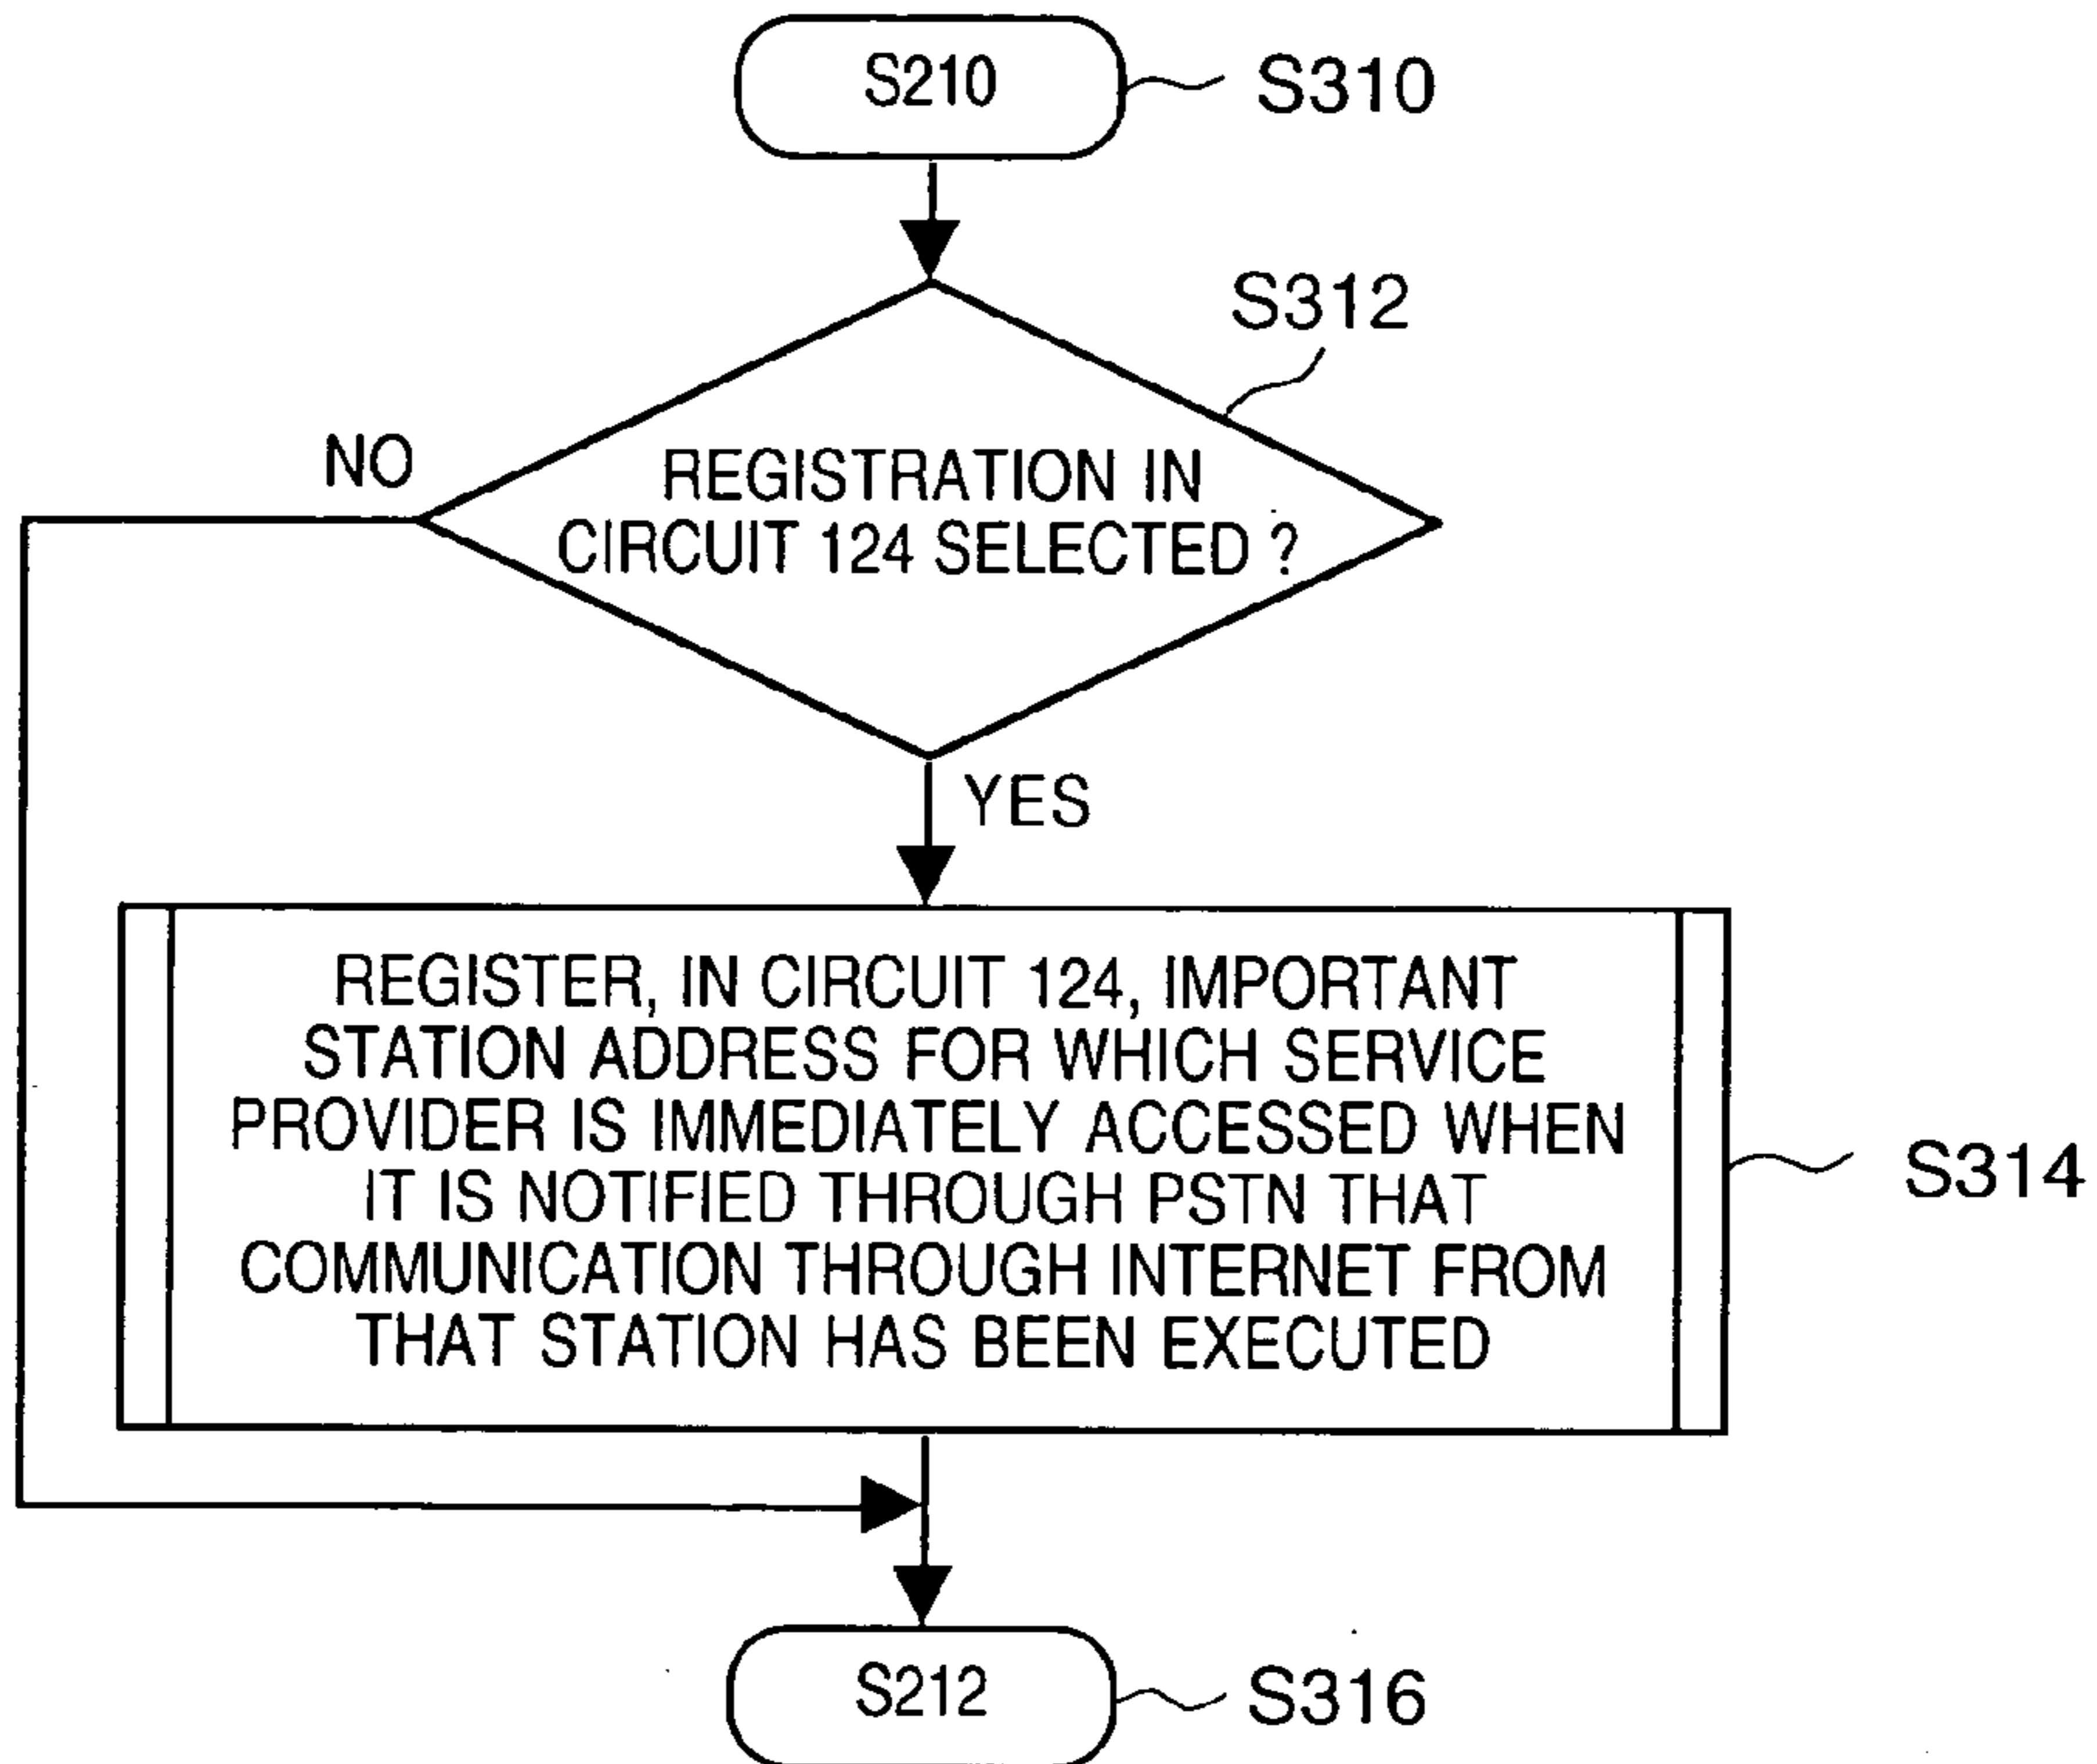 S210
S310
S312
NO
REGISTRATION IN
CIRCUIT 124 SELECTED ?
YES
REGISTER, IN CIRCUIT 124, IMPORTANT
STATION ADDRESS FOR WHICH SERVICE
PROVIDER IS IMMEDIATELY ACCESSED WHEN
IT IS NOTIFIED THROUGH PSTN THAT
COMMUNICATION THROUGH INTERNET FROM
THAT STATION HAS BEEN EXECUTED
S314
S212
S316